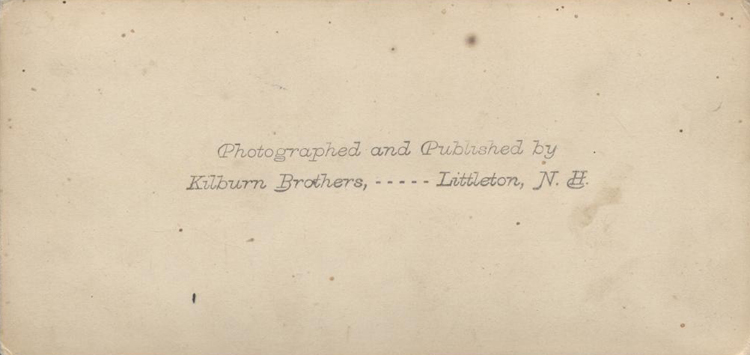 Photographed and Published by
Kilburn Brothers, ----- Littleton, N. H.